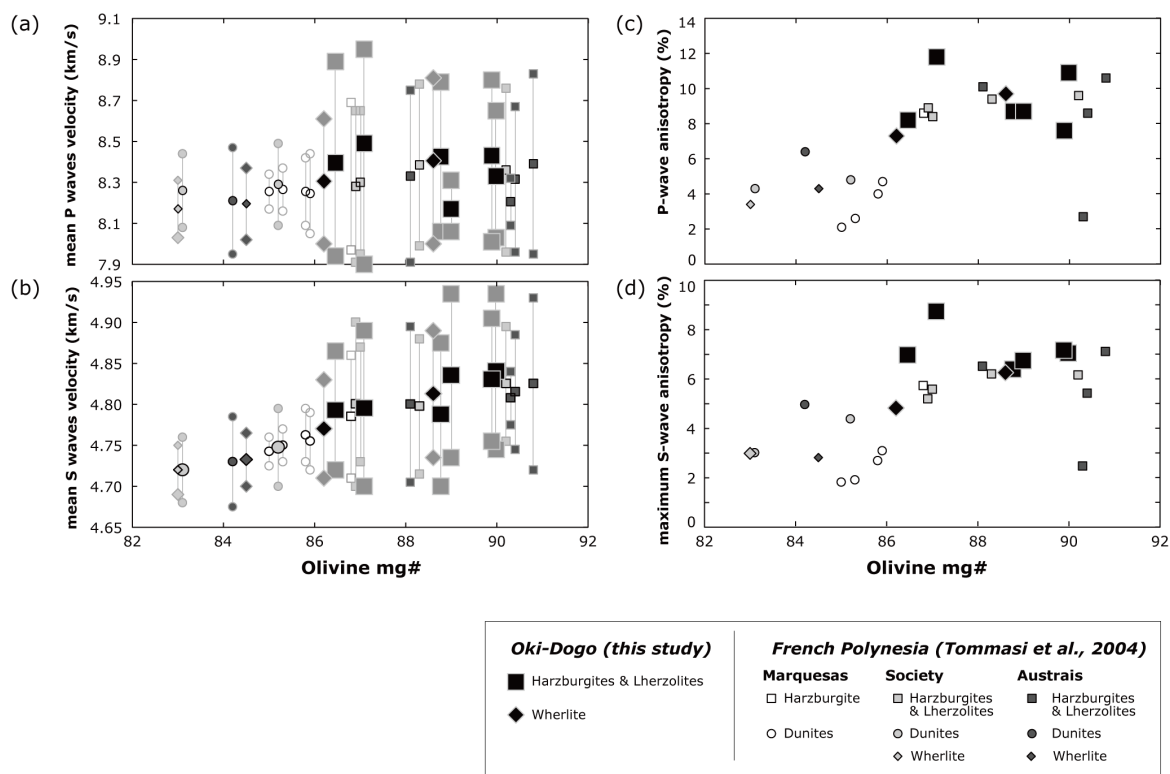 (a)
mean P waves velocity (km/s)
9.1
8.9
8.7
8.5
8.3
8.1
7.9
(b)
mean S waves velocity (km/s)
4.95
4.90
4.85
4.80
4.75
4.70
4.65
82
84
86
88
90
92
Olivine mg#
(c)
P-wave anisotropy (%)
14
12
10
8
6
4
2
0
(d)
maximum S-wave anisotropy (%)
10
8
6
4
2
0
82
84
86
88
90
92
Olivine mg#
Oki-Dogo (this study)
Harzburgites & Lherzolites
Wherlite
French Polynesia (Tommasi et al., 2004)
Marquesas
Harzburgite
Dunites
Society
Harzburgites
& Lherzolites
Dunites
Wherlite
Austrais
Harzburgites
& Lherzolites
Dunites
Wherlite